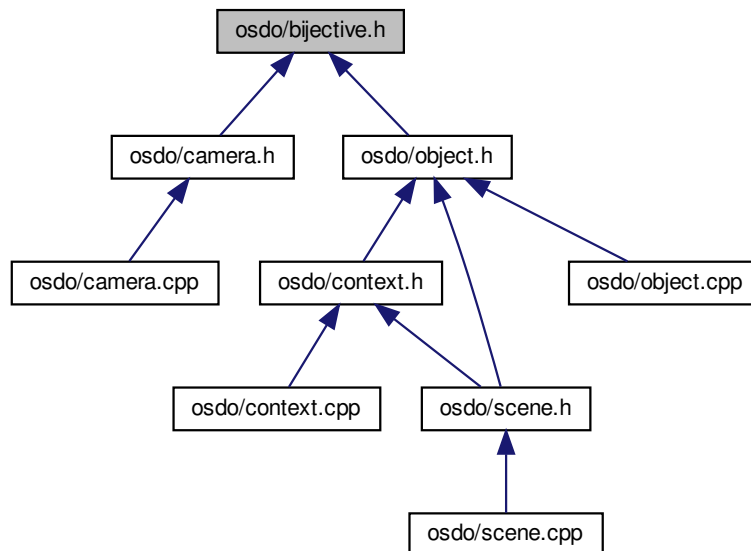 osdo/bijective.h
osdo/camera.h
osdo/object.h
osdo/camera.cpp
osdo/context.h
osdo/object.cpp
osdo/context.cpp
osdo/scene.h
osdo/scene.cpp